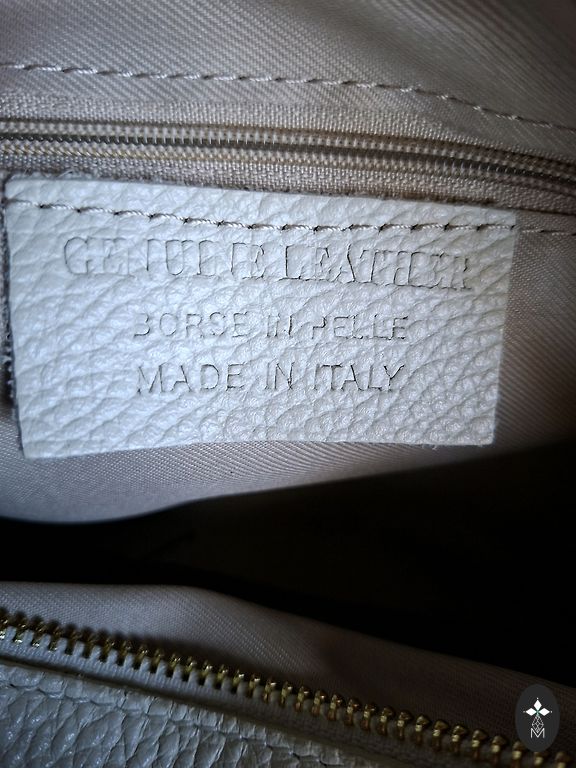 GENUINE LEATHER
BORSE IN PELLE
MADE IN ITALY